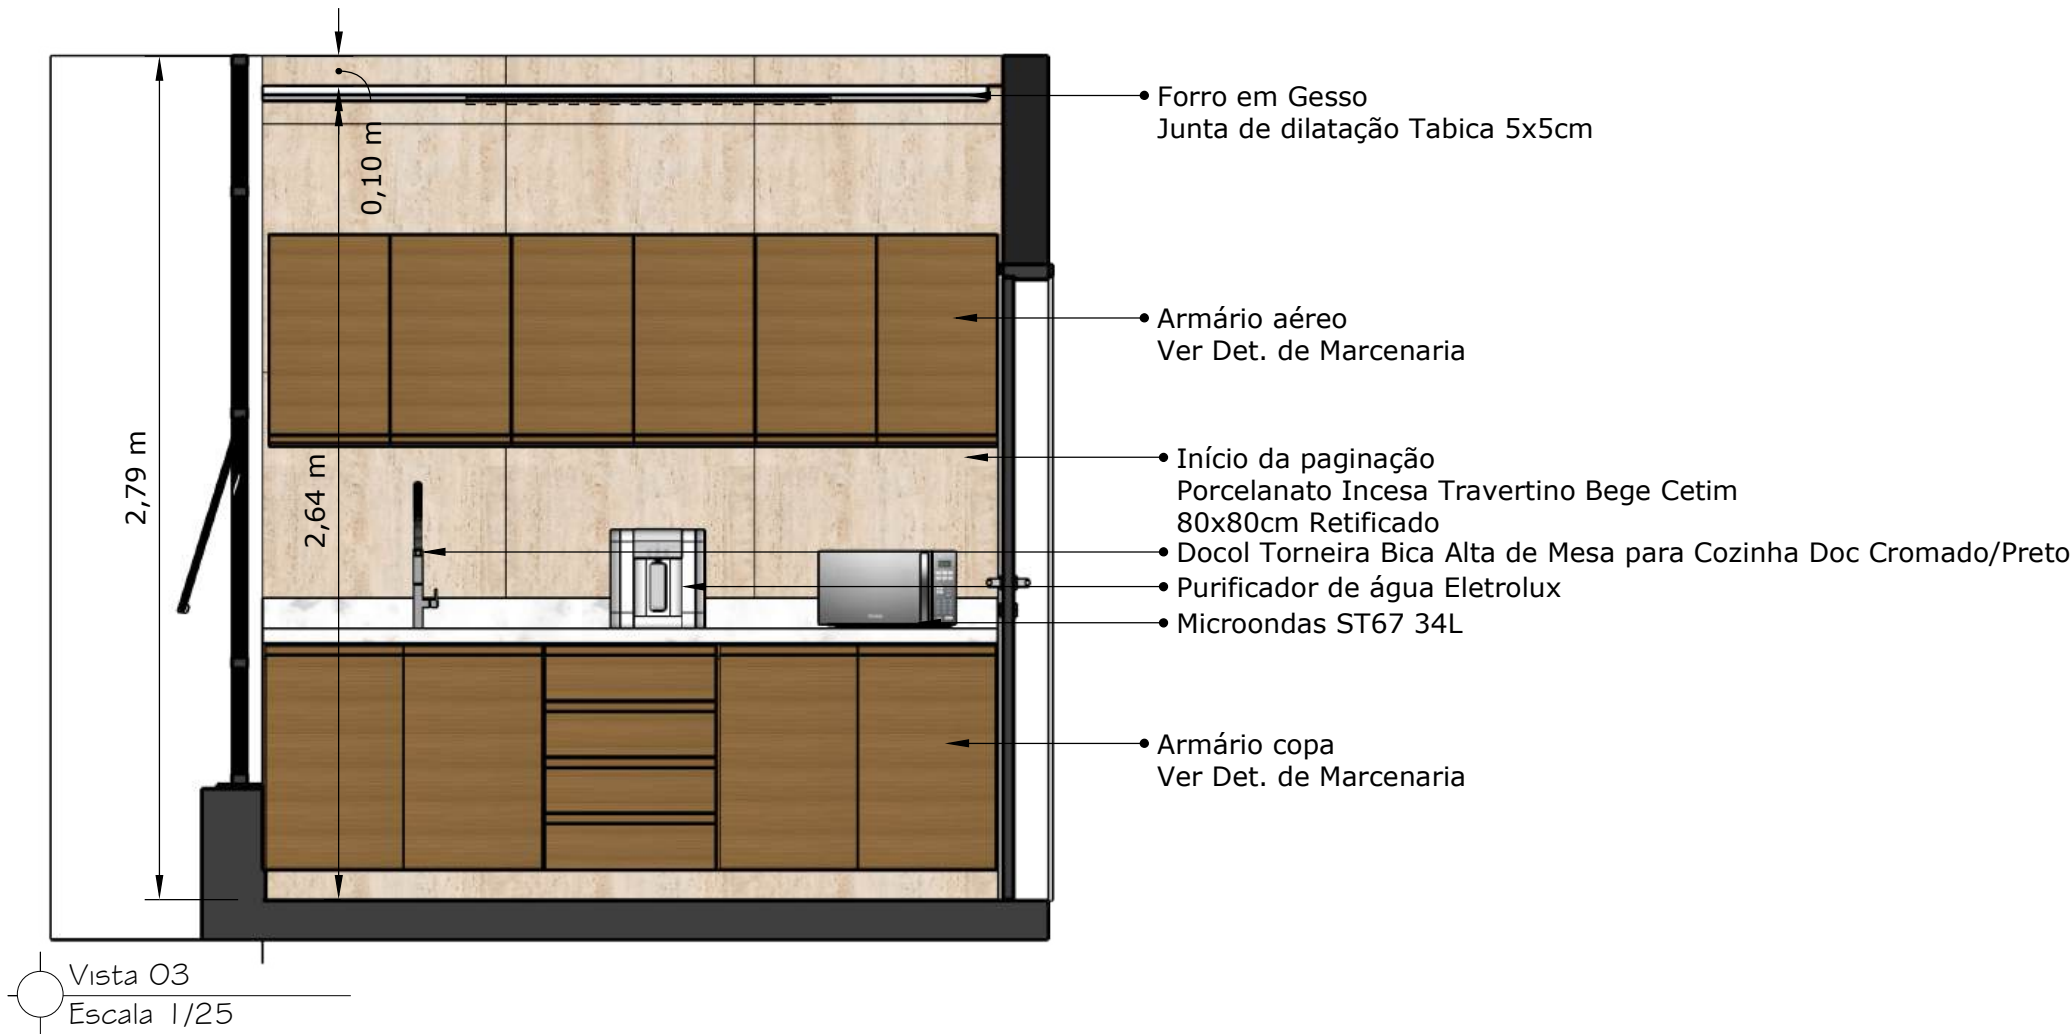 Forro em Gesso
Junta de dilatação Tabica 5x5cm
0,10 m
Armário aéreo
Ver Det. de Marcenaria
2,79 m
2,64 m
Início da paginação
Porcelanato Incesa Travertino Bege Cetim
80x80cm Retificado
Docol Torneira Bica Alta de Mesa para Cozinha Doc Cromado/Preto
Purificador de água Eletrolux
Microondas ST67 34L
Armário copa
Ver Det. de Marcenaria
Vista 03
Escala 1/25